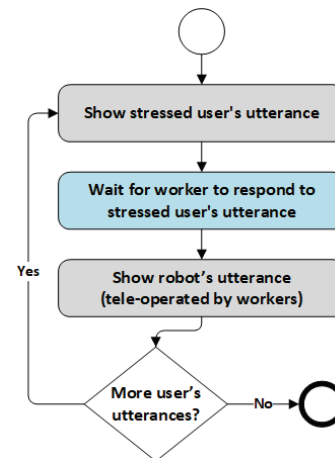 Show stressed user's utterance
Wait for worker to respond to
stressed user's utterance
Yes
Show robot’s utterance
(tele-operated by workers)
More user’s
utterances?
No